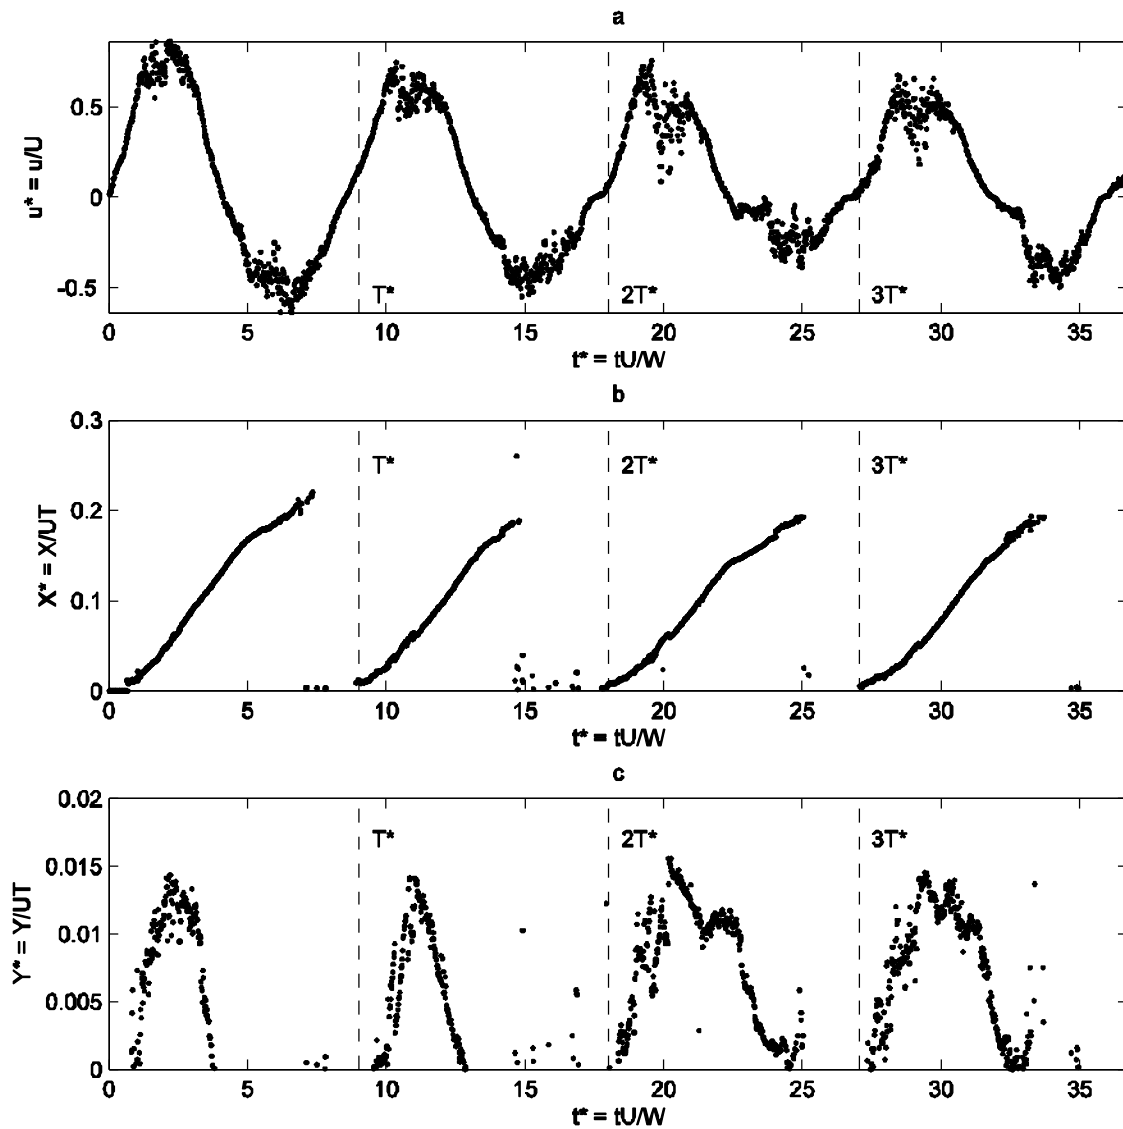 a
u* = u/U
0.5
0
-0.5
T*
2T*
3T*
0 5 10 15 20 25 30 35
t* = tU/W
b
X* = X/UT
0.3
0.2
0.1
0
T*
2T*
3T*
0 5 10 15 20 25 30 35
t* = tU/W
c
Y* = Y/UT
0.02
0.015
0.01
0.005
0
T*
2T*
3T*
0 5 10 15 20 25 30 35
t* = tU/W